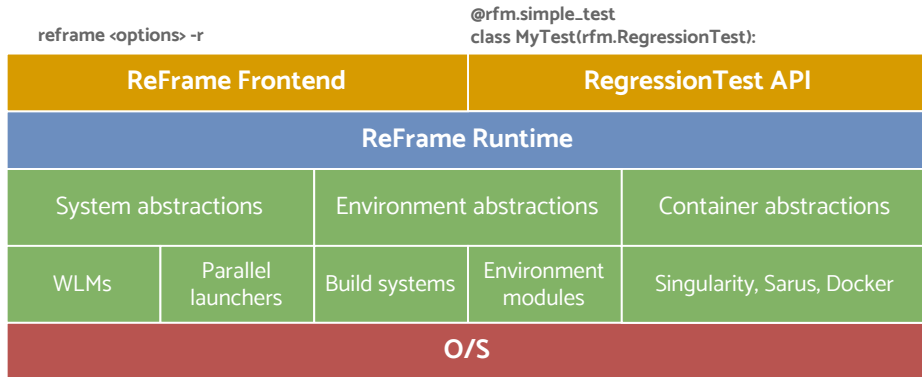 reframe <options> -r
@rfm.simple_test
class MyTest(rfm.RegressionTest):
ReFrame Frontend
RegressionTest API
ReFrame Runtime
System abstractions
Environment abstractions
Container abstractions
WLMs
Parallel
launchers
Build systems
Environment
modules
Singularity, Sarus, Docker
O/S